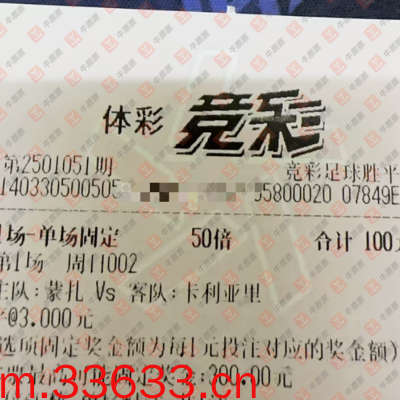 体彩 竞彩
第2501051期 竞彩足球胜平
140330500505 55800020 07849E
场-单场固定 50倍 合计 100
第1场 周日002
主队:蒙扎 Vs 客队:卡利亚里
@3.000元
选项固定奖金额为每1元投注对应的奖金额)
:300.00元
m.33633.cn